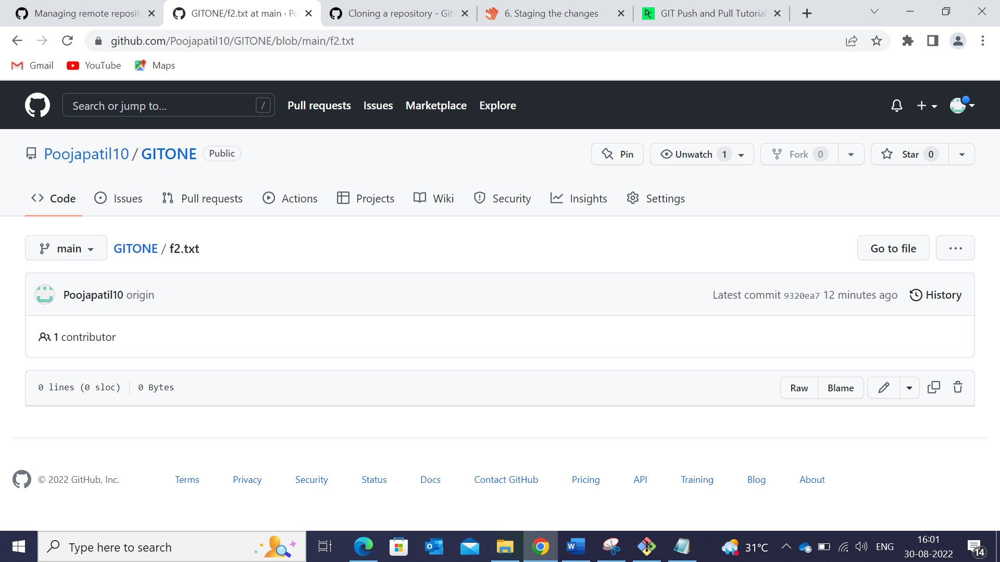 Managing remote reposit
GITONE/f2.txt at main · Po
Cloning a repository - Git
6. Staging the changes
GIT Push and Pull Tutorial
github.com/Poojapatil10/GITONE/blob/main/f2.txt
Gmail YouTube Maps
Search or jump to... / Pull requests Issues Marketplace Explore
Poojapatil10 / GITONE Public Pin Unwatch 1 Fork 0 Star 0
Code Issues Pull requests Actions Projects Wiki Security Insights Settings
main GITONE / f2.txt Go to file ...
Poojapatil10 origin Latest commit 9320ea7 12 minutes ago History
1 contributor
0 lines (0 sloc) 0 Bytes Raw Blame
© 2022 GitHub, Inc. Terms Privacy Security Status Docs Contact GitHub Pricing API Training Blog About
Type here to search 31°C ENG 16:01
30-08-2022 14